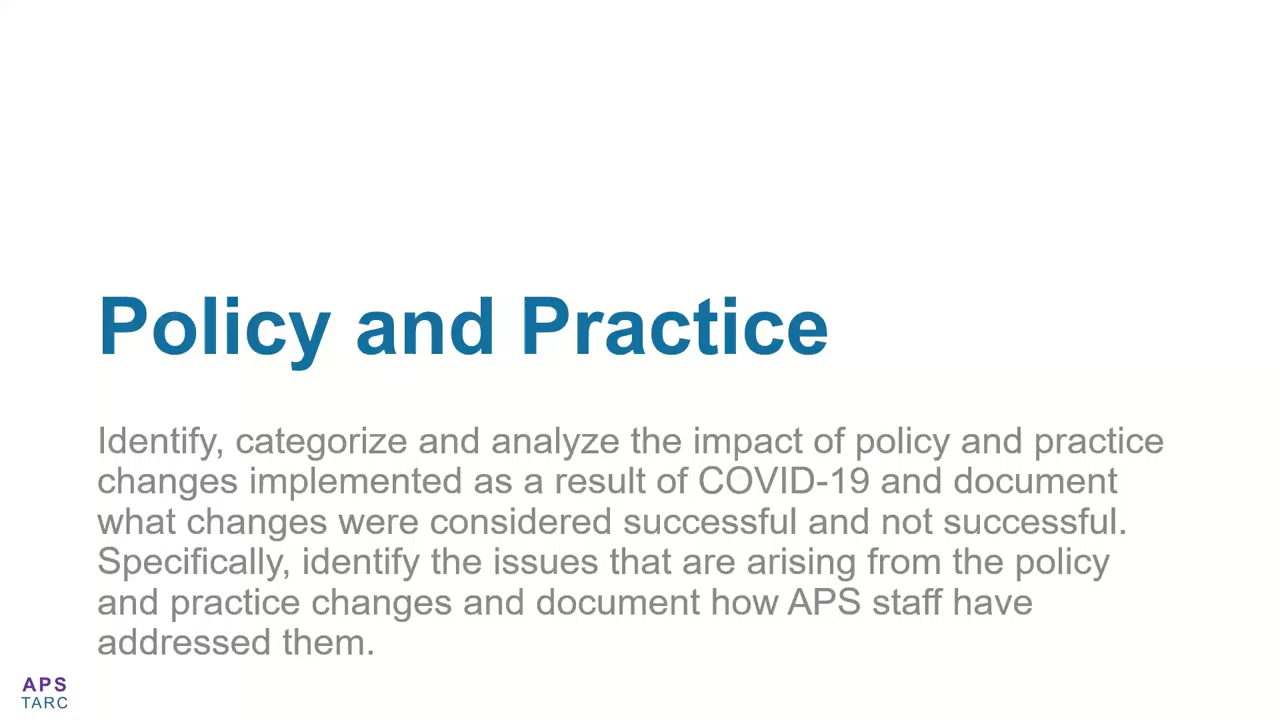 Policy and Practice
Identify, categorize and analyze the impact of policy and practice
changes implemented as a result of COVID-19 and document
what changes were considered successful and not successful.
Specifically, identify the issues that are arising from the policy
and practice changes and document how APS staff have
addressed them.
APS
TARC